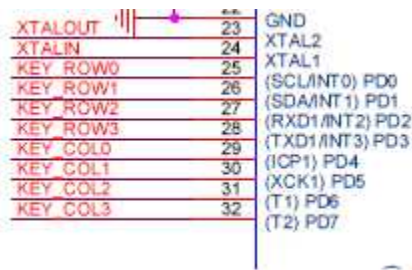 22 GND
XTALOUT 23 XTAL2
XTALIN 24 XTAL1
KEY_ROW0 25 (SCL/INT0) PD0
KEY_ROW1 26 (SDA/INT1) PD1
KEY_ROW2 27 (RXD1/INT2) PD2
KEY_ROW3 28 (TXD1/INT3) PD3
KEY_COL0 29 (ICP1) PD4
KEY_COL1 30 (XCK1) PD5
KEY_COL2 31 (T1) PD6
KEY_COL3 32 (T2) PD7